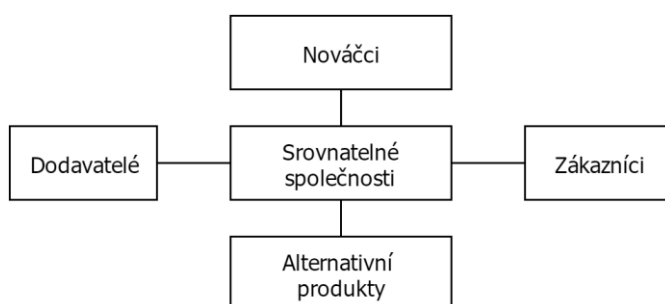 Nováčci
Dodavatelé
Srovnatelné
společnosti
Zákazníci
Alternativní
produkty